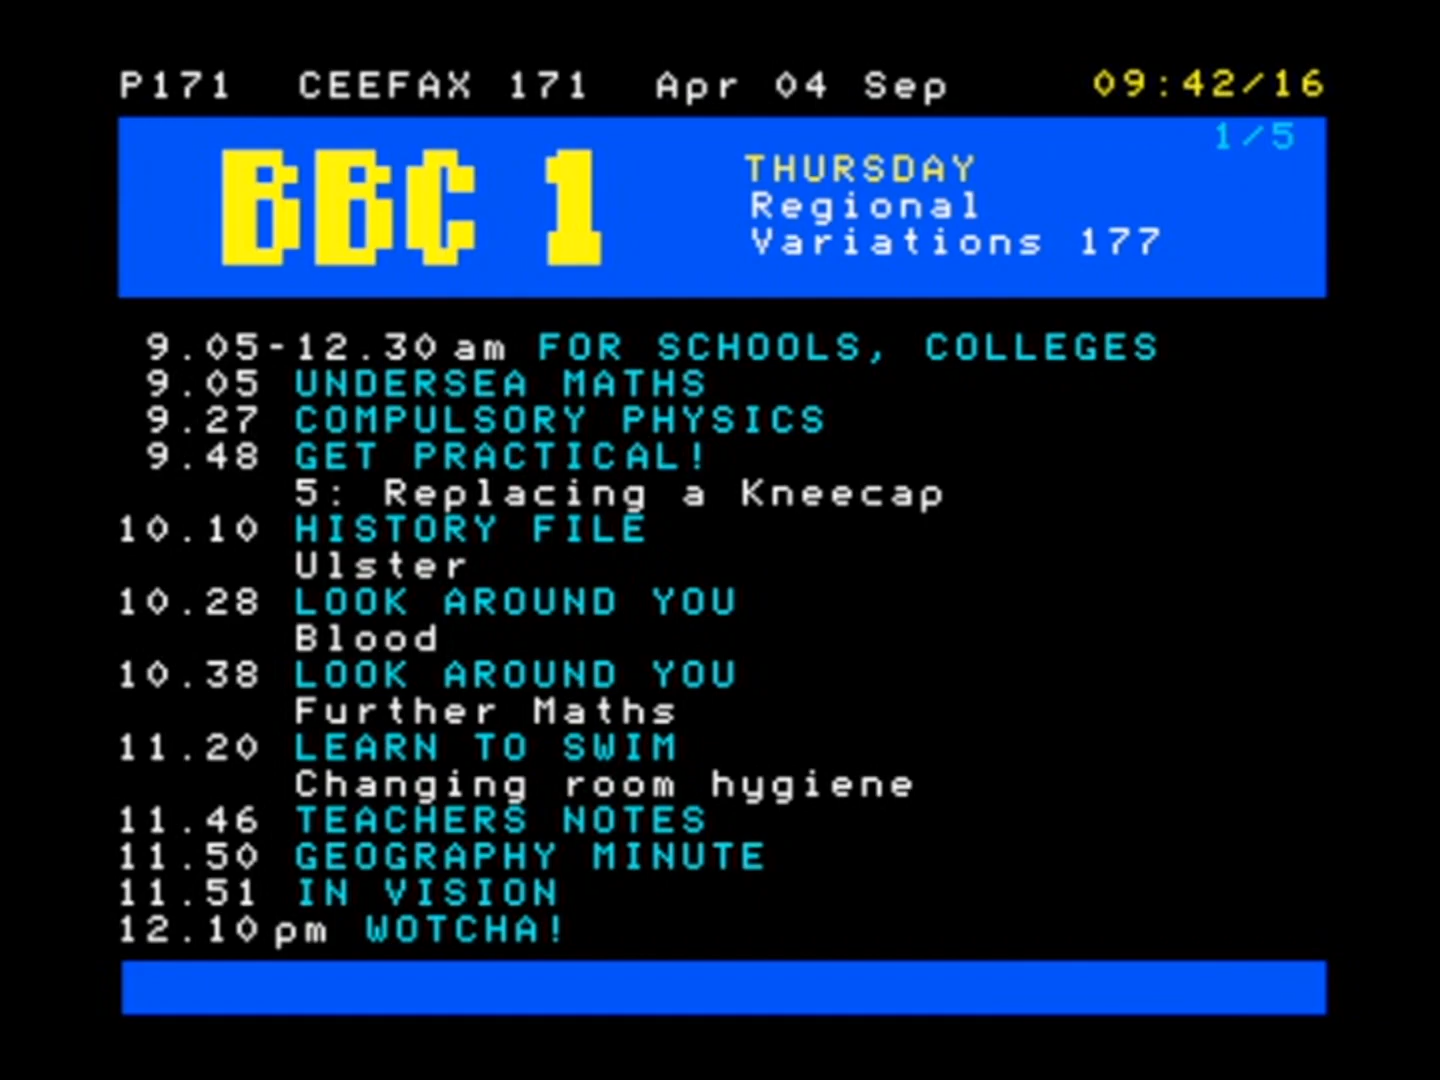 P171 CEEFAX 171 Apr 04 Sep 09:42/16
1/5
BBC 1
THURSDAY
Regional
Variations 177
9.05-12.30am FOR SCHOOLS, COLLEGES
9.05 UNDERSEA MATHS
9.27 COMPULSORY PHYSICS
9.48 GET PRACTICAL!
5: Replacing a Kneecap
10.10 HISTORY FILE
Ulster
10.28 LOOK AROUND YOU
Blood
10.38 LOOK AROUND YOU
Further Maths
11.20 LEARN TO SWIM
Changing room hygiene
11.46 TEACHERS NOTES
11.50 GEOGRAPHY MINUTE
11.51 IN VISION
12.10pm WOTCHA!